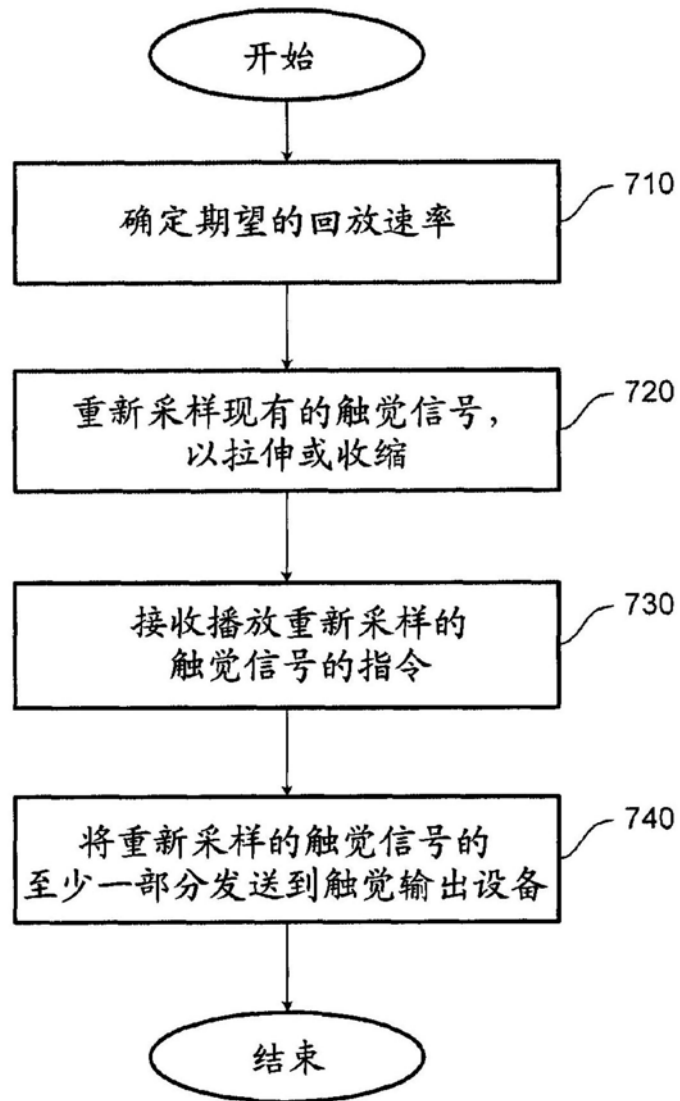 开始
确定期望的回放速率
710
重新采样现有的触觉信号，
以拉伸或收缩
720
接收播放重新采样的
触觉信号的指令
730
将重新采样的触觉信号的
至少一部分发送到触觉输出设备
740
结束